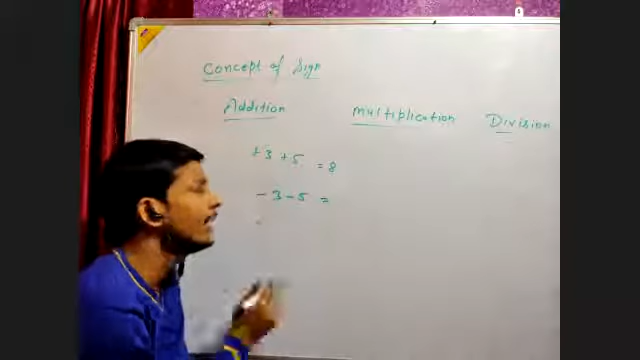 Concept of Sign
Addition
Multiplication
Division
+3 +5 = 8
-3-5 =